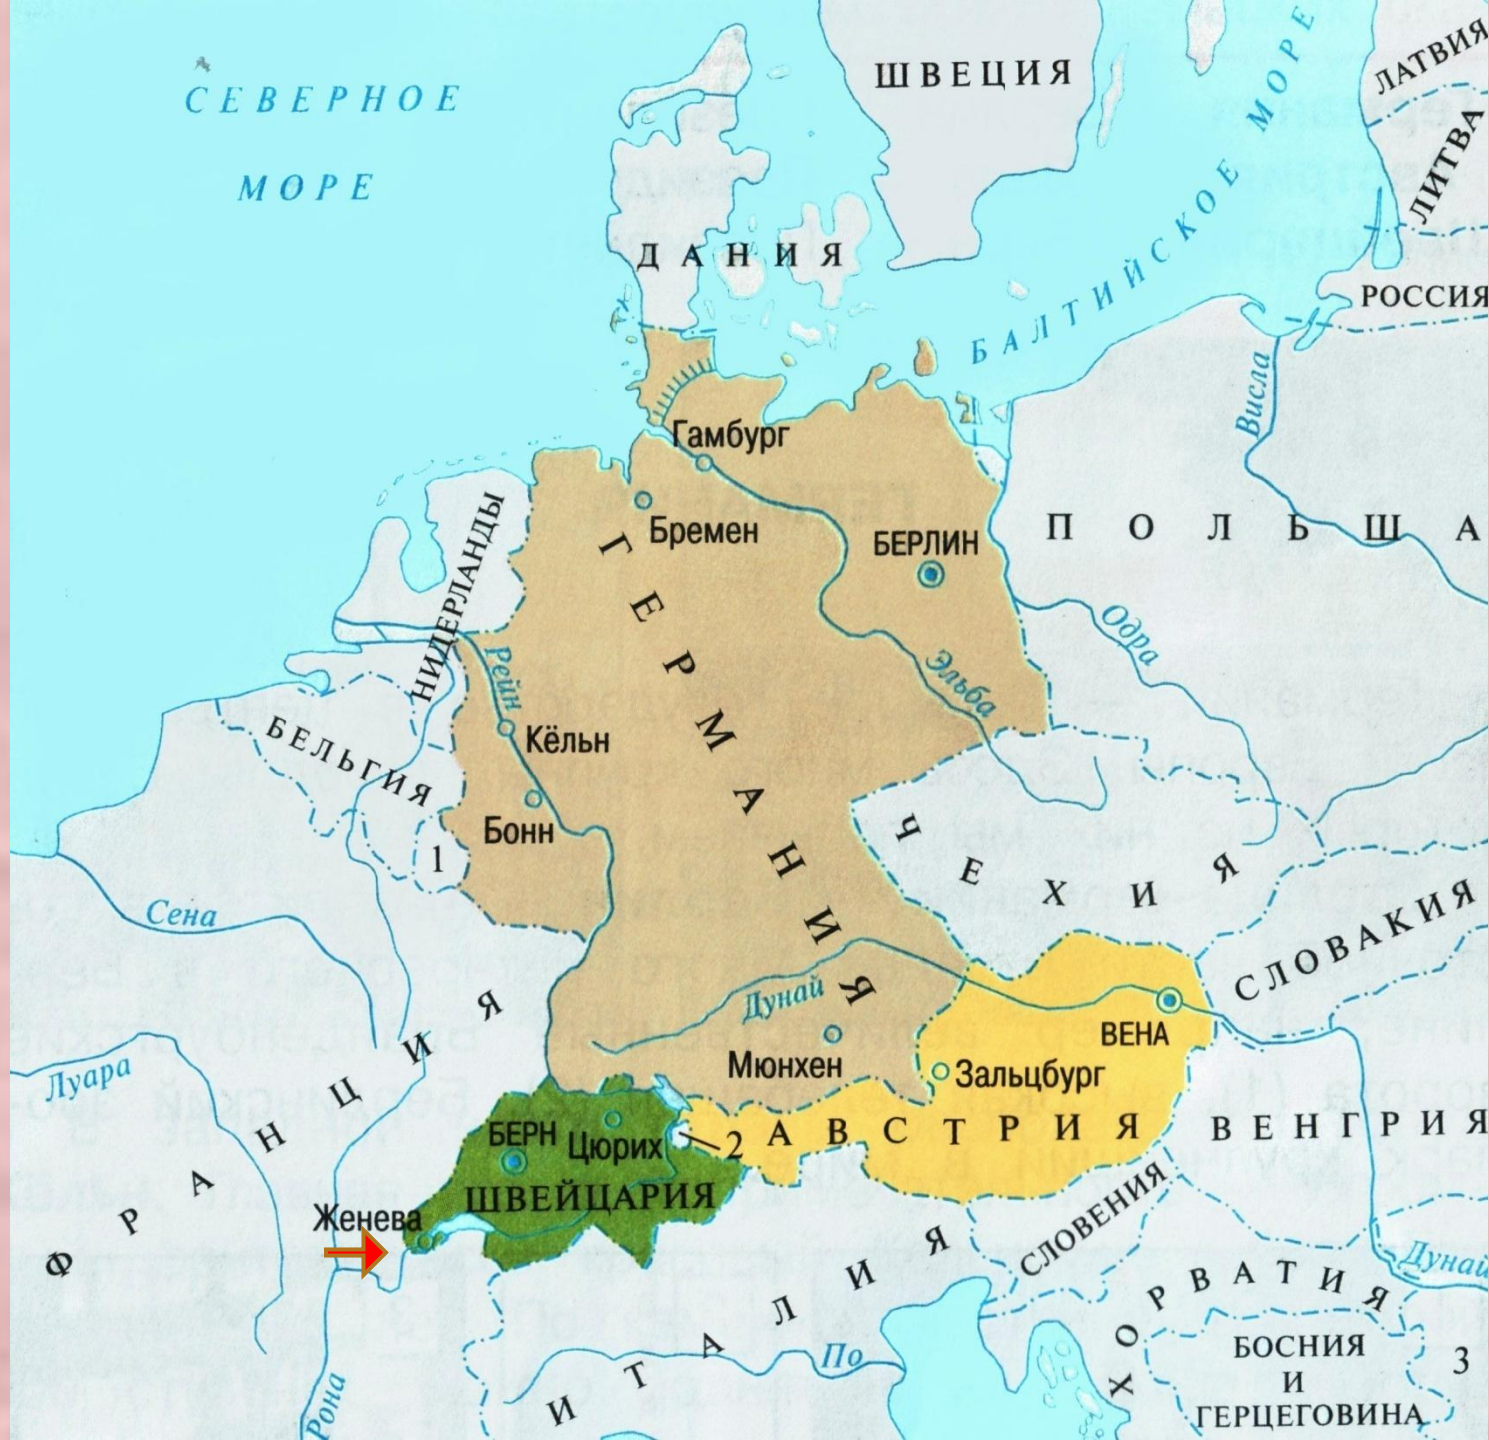 СЕВЕРНОЕ
МОРЕ
ШВЕЦИЯ
ЛАТВИЯ
ЛИТВА
ДАНИЯ
БАЛТИЙСКОЕ МОРЕ
РОССИЯ
Висла
Гамбург
Бремен
БЕРЛИН
ПОЛЬША
НИДЕРЛАНДЫ
Рейн
ГЕРМАНИЯ
Одра
Эльба
Кёльн
БЕЛЬГИЯ
Бонн
1
ЧЕХИЯ
Сена
СЛОВАКИЯ
Дунай
ВЕНА
Мюнхен
Зальцбург
Луара
ФРАНЦИЯ
БЕРН
Цюрих
2
АВСТРИЯ
ВЕНГРИЯ
ШВЕЙЦАРИЯ
Женева
СЛОВЕНИЯ
Дунай
ИТАЛИЯ
ХОРВАТИЯ
По
Рона
БОСНИЯ
И
ГЕРЦЕГОВИНА
3